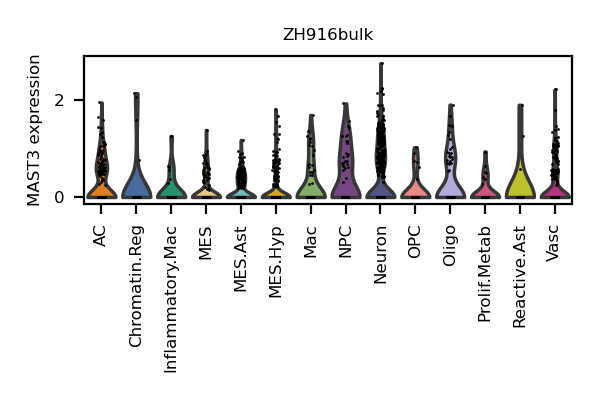 ZH916bulk
MAST3 expression
2
0
AC
Chromatin.Reg
Inflammatory.Mac
MES
MES.Ast
MES.Hyp
Mac
NPC
Neuron
OPC
Oligo
Prolif.Metab
Reactive.Ast
Vasc